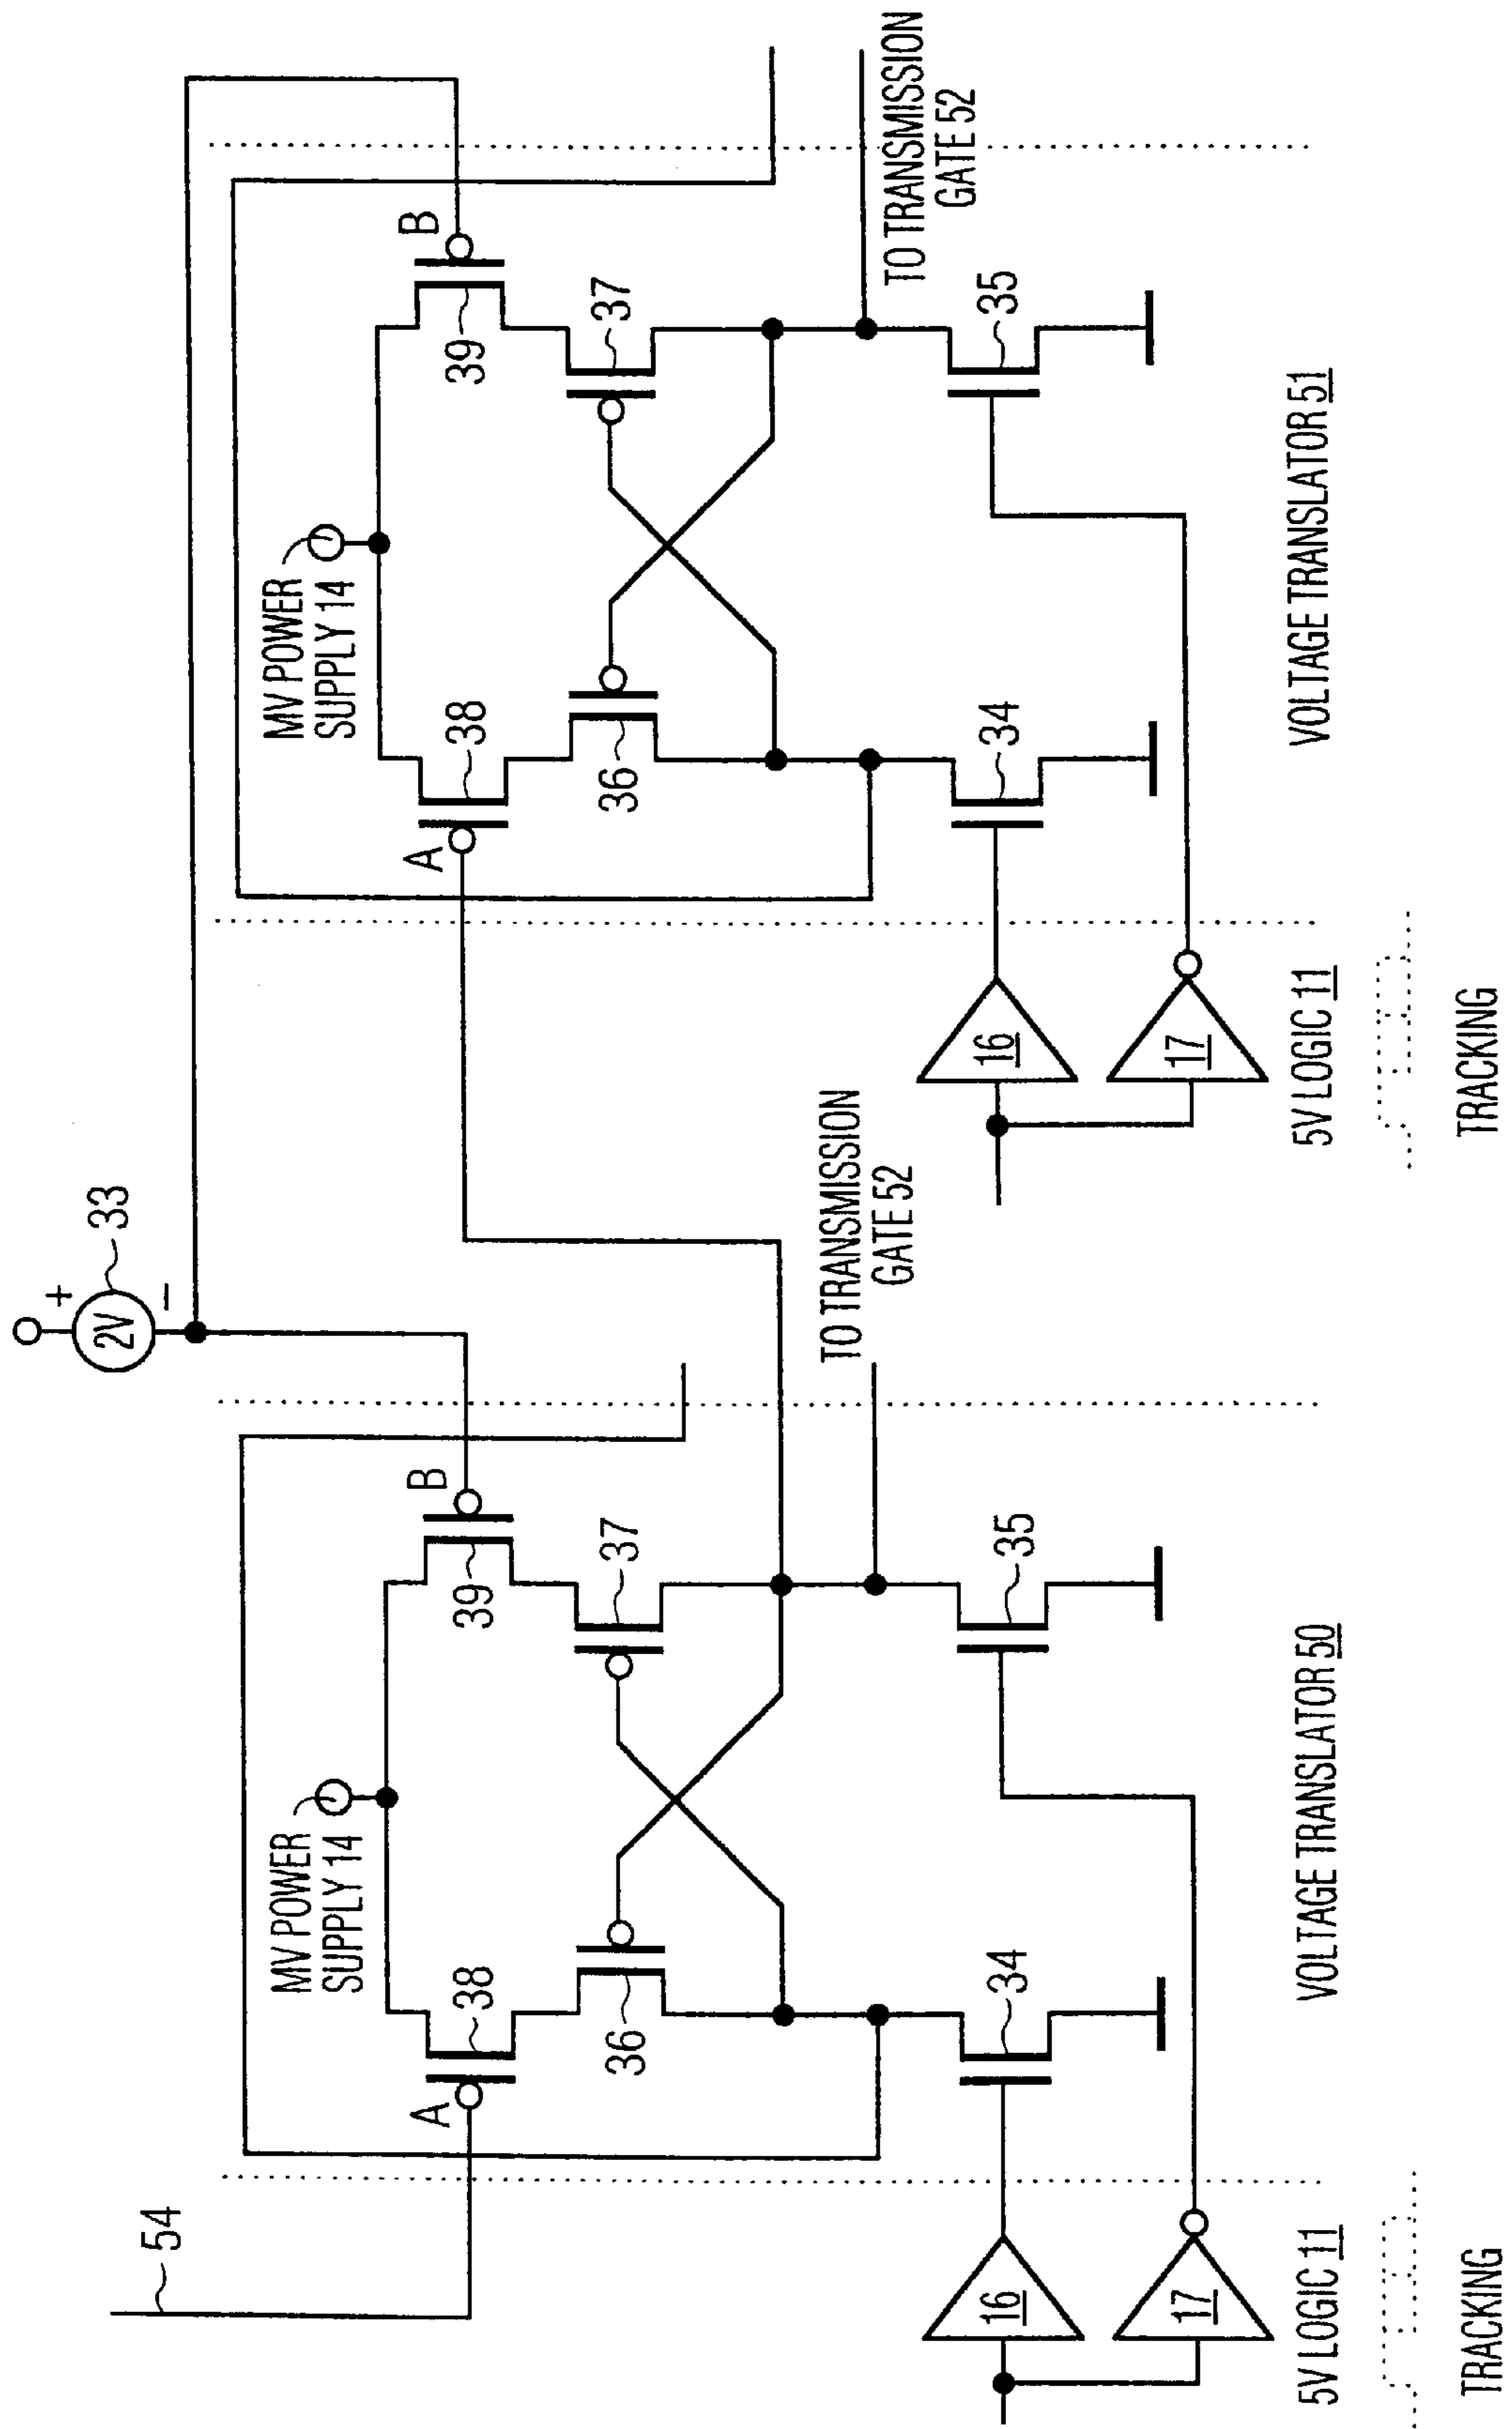 54
MV POWER
SUPPLY 14
A
38
39
B
36
37
34
35
16
17
5V LOGIC 11
VOLTAGE TRANSLATOR 50
TRACKING
+
2V
−
33
TO TRANSMISSION
GATE 52
MV POWER
SUPPLY 14
A
38
39
B
36
37
34
35
16
17
5V LOGIC 11
VOLTAGE TRANSLATOR 51
TRACKING
TO TRANSMISSION
GATE 52